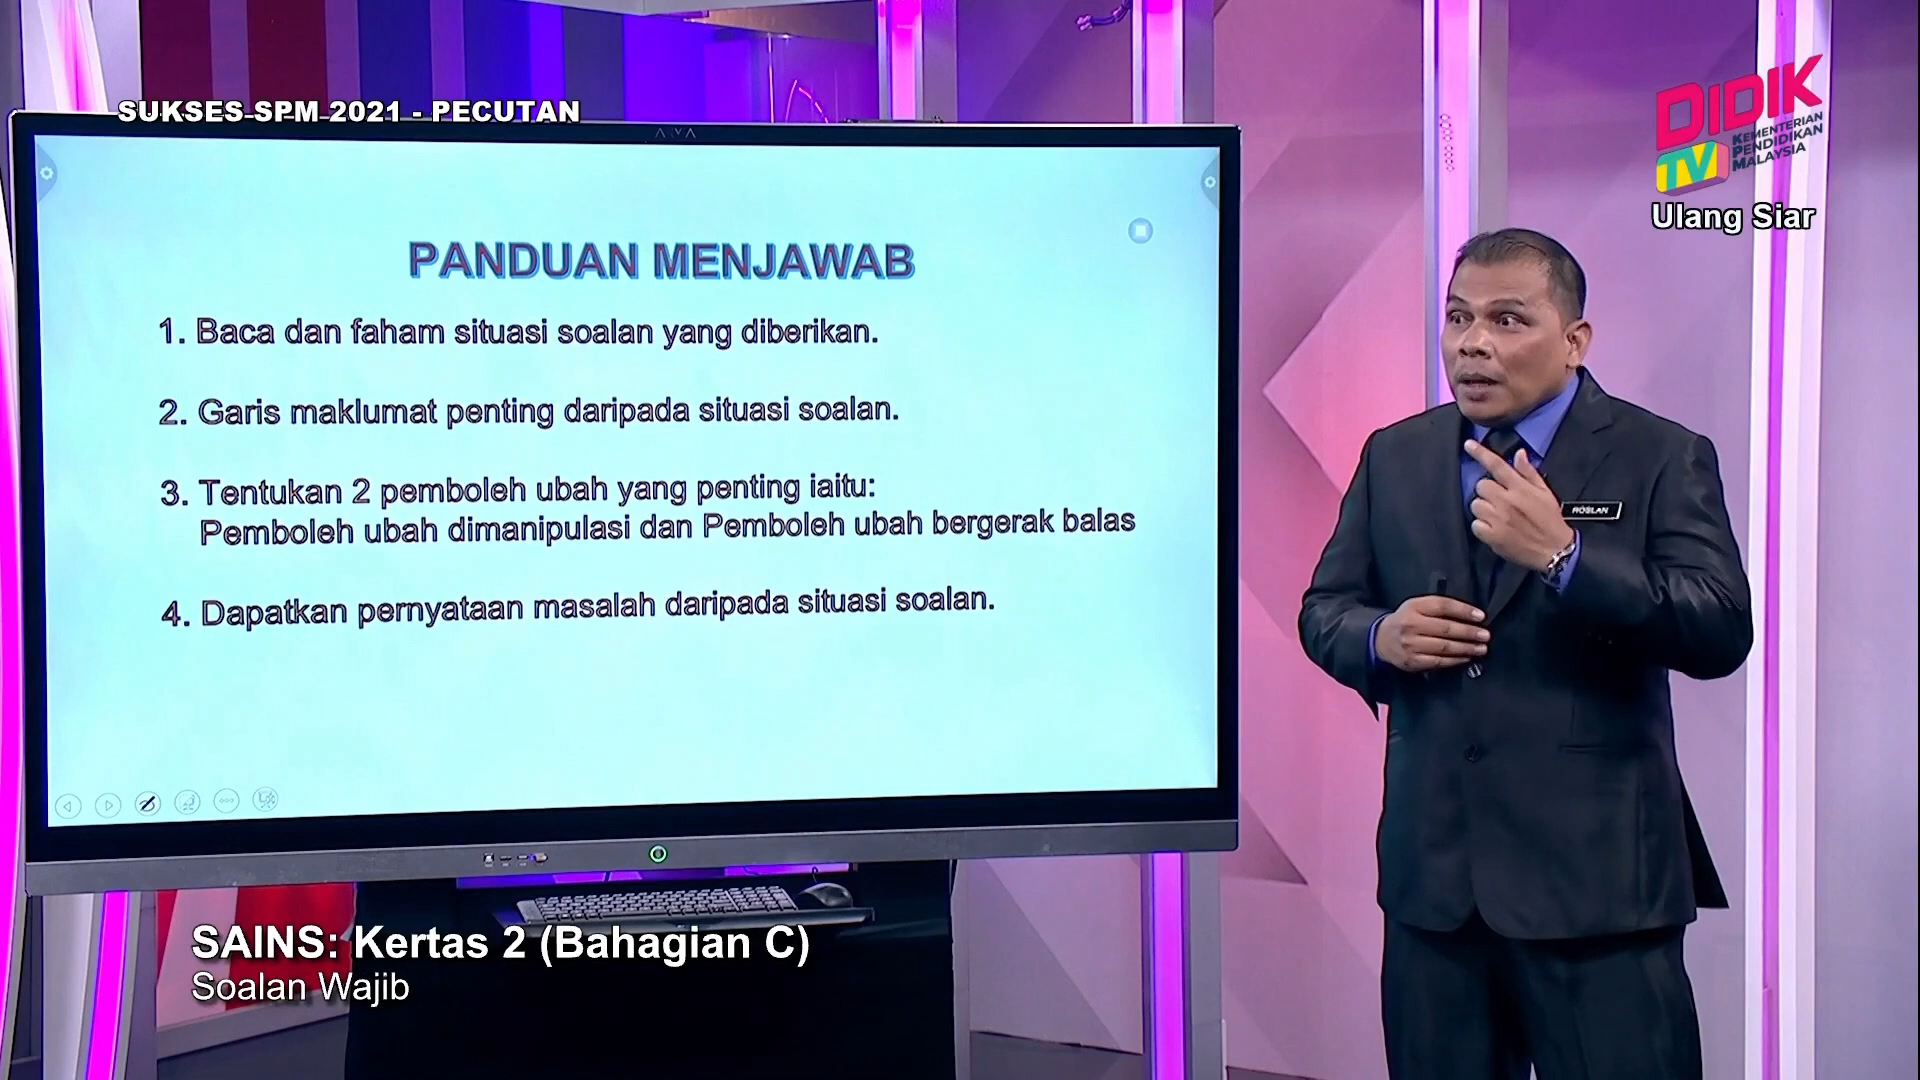 SUKSES SPM 2021 - PECUTAN
DIDIK
TV
KEMENTERIAN
PENDIDIKAN
MALAYSIA
Ulang Siar
PANDUAN MENJAWAB
1. Baca dan faham situasi soalan yang diberikan.
2. Garis maklumat penting daripada situasi soalan.
3. Tentukan 2 pemboleh ubah yang penting iaitu:
Pemboleh ubah dimanipulasi dan Pemboleh ubah bergerak balas
4. Dapatkan pernyataan masalah daripada situasi soalan.
ROSLAN
SAINS: Kertas 2 (Bahagian C)
Soalan Wajib